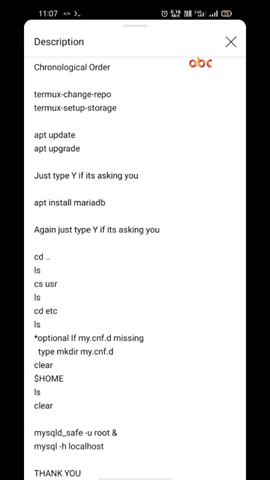 11:07
Description
abc
Chronological Order
termux-change-repo
termux-setup-storage
apt update
apt upgrade
Just type Y if its asking you
apt install mariadb
Again just type Y if its asking you
cd ..
ls
cs usr
ls
cd etc
ls
*optional If my.cnf.d missing
type mkdir my.cnf.d
clear
$HOME
ls
clear
mysqld_safe -u root &
mysql -h localhost
THANK YOU